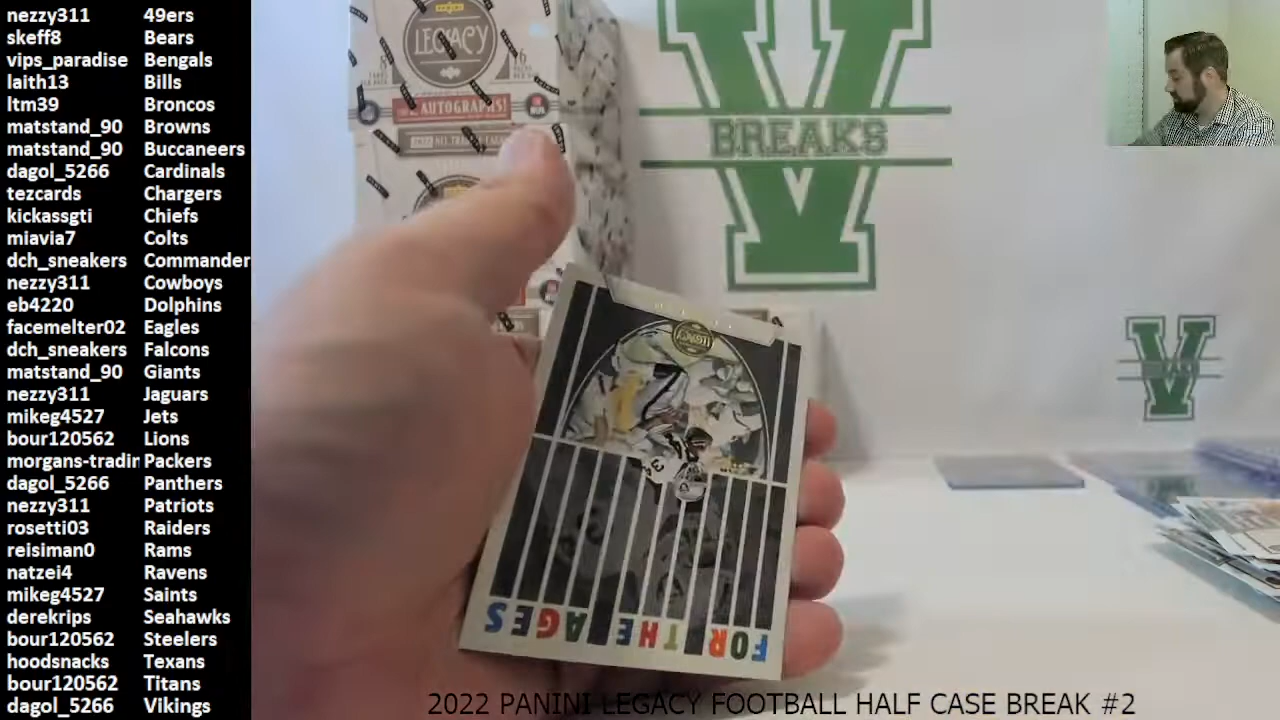 nezzy311 49ers
skeff8 Bears
vips_paradise Bengals
laith13 Bills
ltm39 Broncos
matstand_90 Browns
matstand_90 Buccaneers
dagol_5266 Cardinals
tezcards Chargers
kickassgti Chiefs
miavia7 Colts
dch_sneakers Commander
nezzy311 Cowboys
eb4220 Dolphins
facemelter02 Eagles
dch_sneakers Falcons
matstand_90 Giants
nezzy311 Jaguars
mikeg4527 Jets
bour120562 Lions
morgans-tradin Packers
dagol_5266 Panthers
nezzy311 Patriots
rosetti03 Raiders
reisiman0 Rams
natzei4 Ravens
mikeg4527 Saints
derekrips Seahawks
bour120562 Steelers
hoodsnacks Texans
bour120562 Titans
dagol_5266 Vikings
LEGACY
2 AUTOGRAPHS!
V
BREAKS
LEGACY
34
FOR THE AGES
2022 PANINI LEGACY FOOTBALL HALF CASE BREAK #2